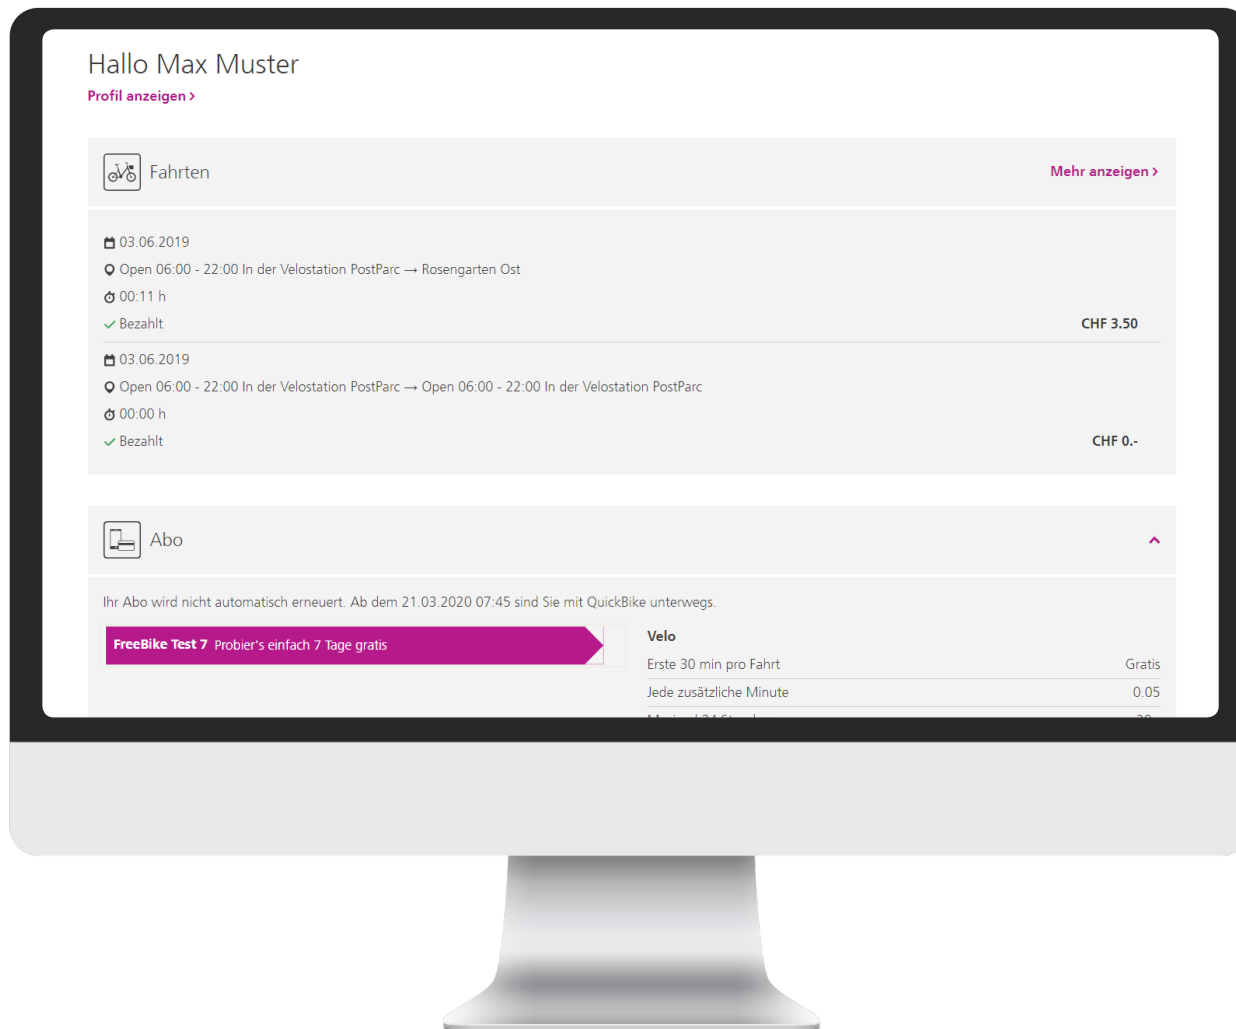 Hallo Max Muster
Profil anzeigen >
Fahrten
Mehr anzeigen >
03.06.2019
Open 06:00 - 22:00 In der Velostation PostParc → Rosengarten Ost
00:11 h
Bezahlt
CHF 3.50
03.06.2019
Open 06:00 - 22:00 In der Velostation PostParc → Open 06:00 - 22:00 In der Velostation PostParc
00:00 h
Bezahlt
CHF 0.-
Abo
Ihr Abo wird nicht automatisch erneuert. Ab dem 21.03.2020 07:45 sind Sie mit QuickBike unterwegs.
FreeBike Test 7 Probier's einfach 7 Tage gratis
Velo
Erste 30 min pro Fahrt Gratis
Jede zusätzliche Minute 0.05